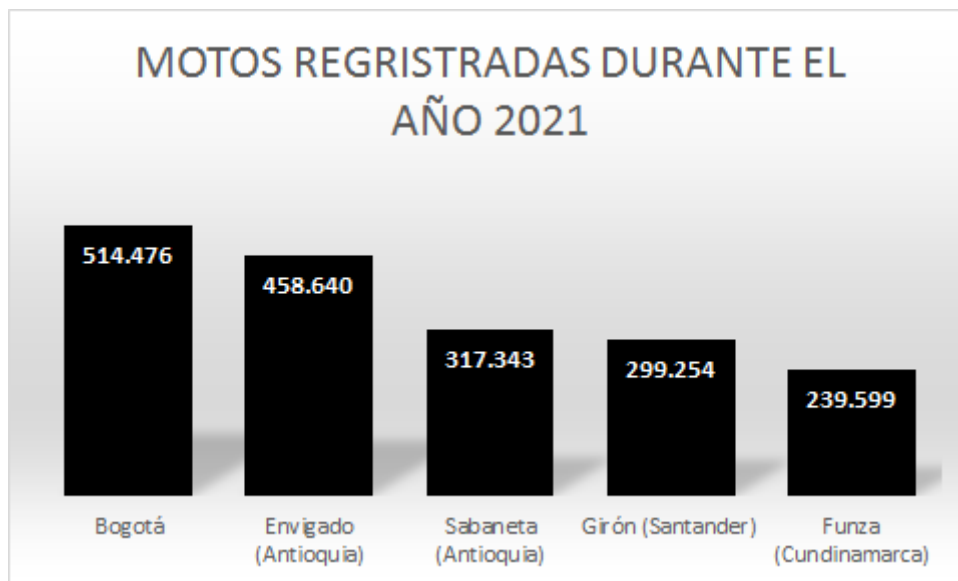 MOTOS REGRISTRADAS DURANTE EL
AÑO 2021
514.476
458.640
317.343
299.254
239.599
Bogotá
Envigado
(Antioquia)
Sabaneta
(Antioquia)
Girón (Santander)
Funza
(Cundinamarca)